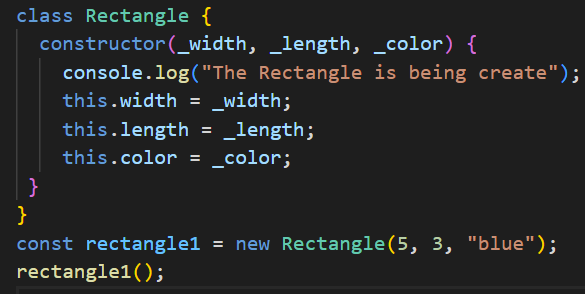 class Rectangle {
constructor(_width, _length, _color) {
console.log("The Rectangle is being create");
this.width = _width;
this.length = _length;
this.color = _color;
}
}
const rectangle1 = new Rectangle(5, 3, "blue");
rectangle1();